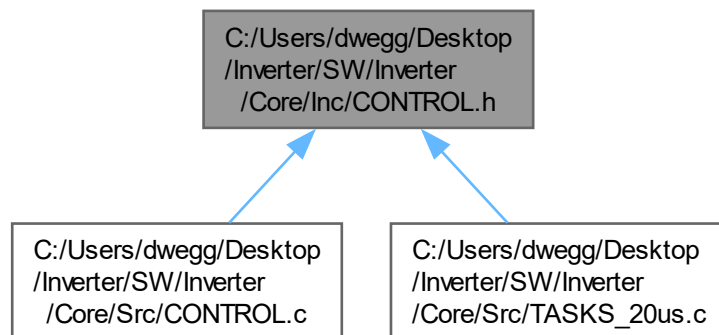 C:/Users/dwegg/Desktop
/Inverter/SW/Inverter
/Core/Inc/CONTROL.h
C:/Users/dwegg/Desktop
/Inverter/SW/Inverter
/Core/Src/CONTROL.c
C:/Users/dwegg/Desktop
/Inverter/SW/Inverter
/Core/Src/TASKS_20us.c